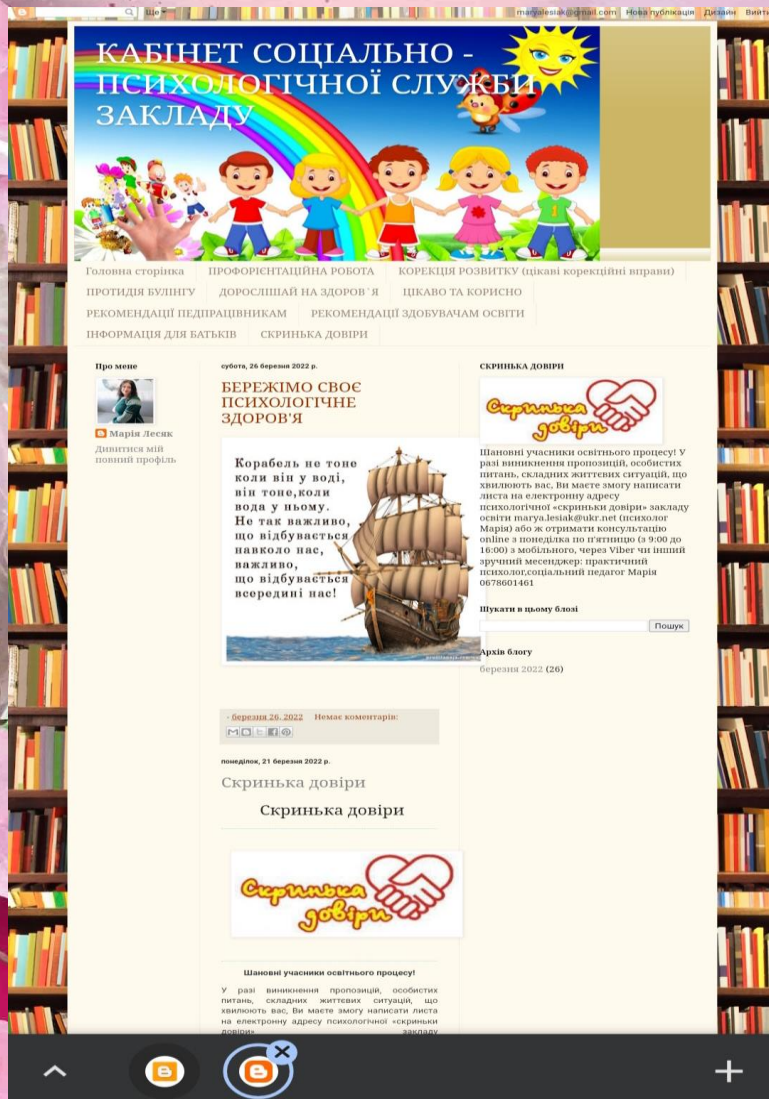 Ще
maryalesiak@gmail.com Нова публікація Дизайн Вийти
КАБІНЕТ СОЦІАЛЬНО -
ПСИХОЛОГІЧНОЇ СЛУЖБИ
ЗАКЛАДУ
Головна сторінка ПРОФОРІЄНТАЦІЙНА РОБОТА КОРЕКЦІЯ РОЗВИТКУ (цікаві корекційні вправи)
ПРОТИДІЯ БУЛІНГУ ДОРОСЛІШАЙ НА ЗДОРОВ`Я ЦІКАВО ТА КОРИСНО
РЕКОМЕНДАЦІЇ ПЕДПРАЦІВНИКАМ РЕКОМЕНДАЦІЇ ЗДОБУВАЧАМ ОСВІТИ
ІНФОРМАЦІЯ ДЛЯ БАТЬКІВ СКРИНЬКА ДОВІРИ
Про мене
Марія Лесяк
Дивитися мій
повний профіль
субота, 26 березня 2022 р.
БЕРЕЖІМО СВОЄ
ПСИХОЛОГІЧНЕ
ЗДОРОВ'Я
Корабель не тоне
коли він у воді,
він тоне,коли
вода у ньому.
Не так важливо,
що відбувається
навколо нас,
важливо,
що відбувається
всередині нас!
- березня 26, 2022 Немає коментарів:
понеділок, 21 березня 2022 р.
Скринька довіри
Скринька довіри
Скринька
довіри
Шановні учасники освітнього процесу!
У разі виникнення пропозицій, особистих
питань, складних життєвих ситуацій, що
хвилюють вас, Ви маєте змогу написати листа
на електронну адресу психологічної «скриньки
довіри» закладу
СКРИНЬКА ДОВІРИ
Скринька
довіри
Шановні учасники освітнього процесу! У
разі виникнення пропозицій, особистих
питань, складних життєвих ситуацій, що
хвилюють вас, Ви маєте змогу написати
листа на електронну адресу
психологічної «скриньки довіри» закладу
освіти marya.lesiak@ukr.net (психолог
Марія) або ж отримати консультацію
online з понеділка по п'ятницю (з 9:00 до
16:00) з мобільного, через Viber чи інший
зручний месенджер: практичний
психолог,соціальний педагог Марія
0678601461
Шукати в цьому блозі
Пошук
Архів блогу
березня 2022 (26)